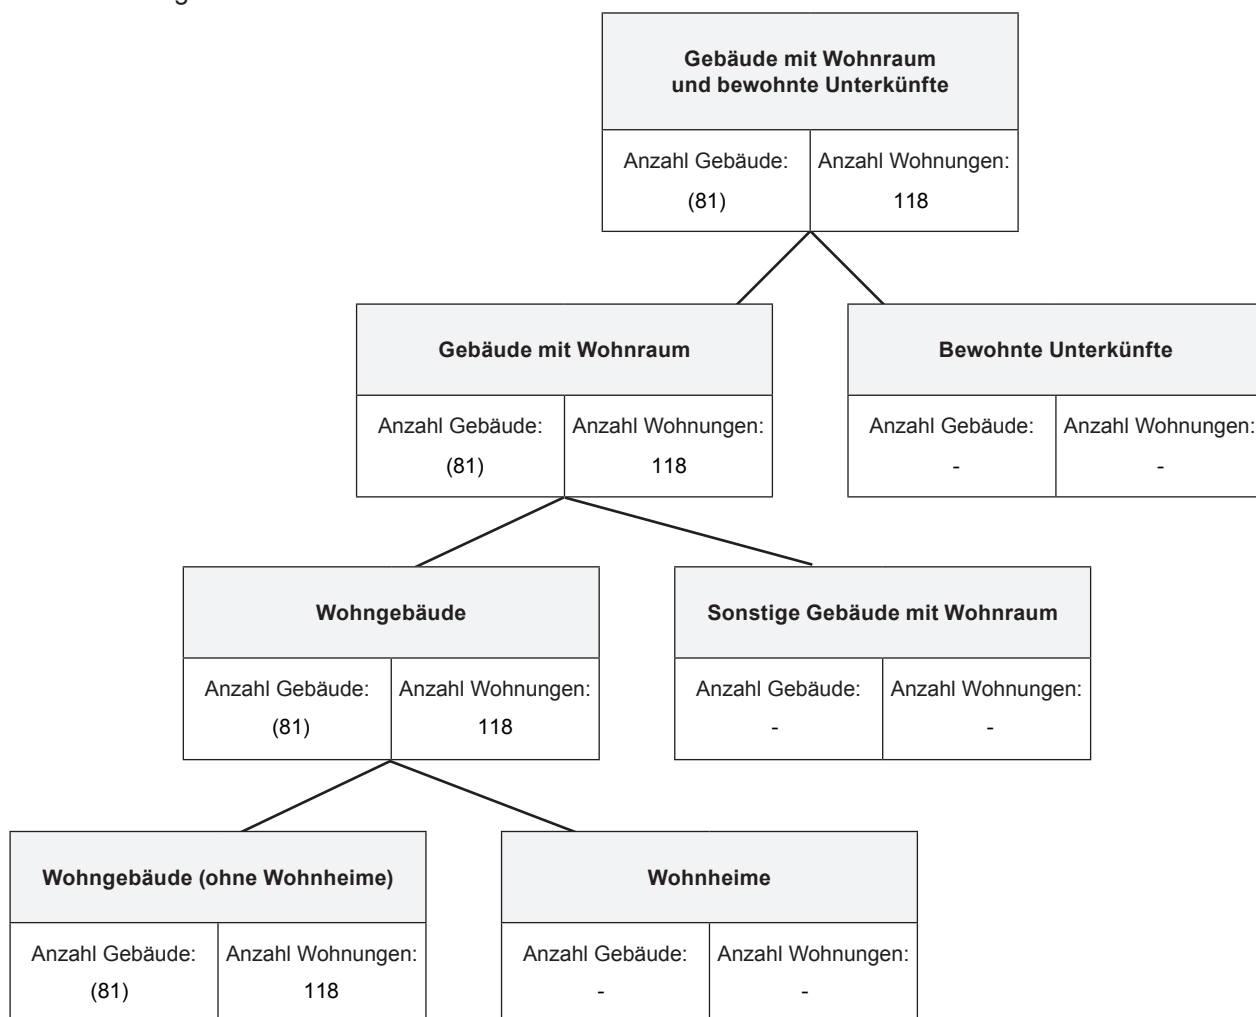 Gebäude mit Wohnraum
und bewohnte Unterkünfte
Anzahl Gebäude: Anzahl Wohnungen:
(81) 118
Gebäude mit Wohnraum Bewohnte Unterkünfte
Anzahl Gebäude: Anzahl Wohnungen: Anzahl Gebäude: Anzahl Wohnungen:
(81) 118 - -
Wohngebäude Sonstige Gebäude mit Wohnraum
Anzahl Gebäude: Anzahl Wohnungen: Anzahl Gebäude: Anzahl Wohnungen:
(81) 118 - -
Wohngebäude (ohne Wohnheime) Wohnheime
Anzahl Gebäude: Anzahl Wohnungen: Anzahl Gebäude: Anzahl Wohnungen:
(81) 118 - -